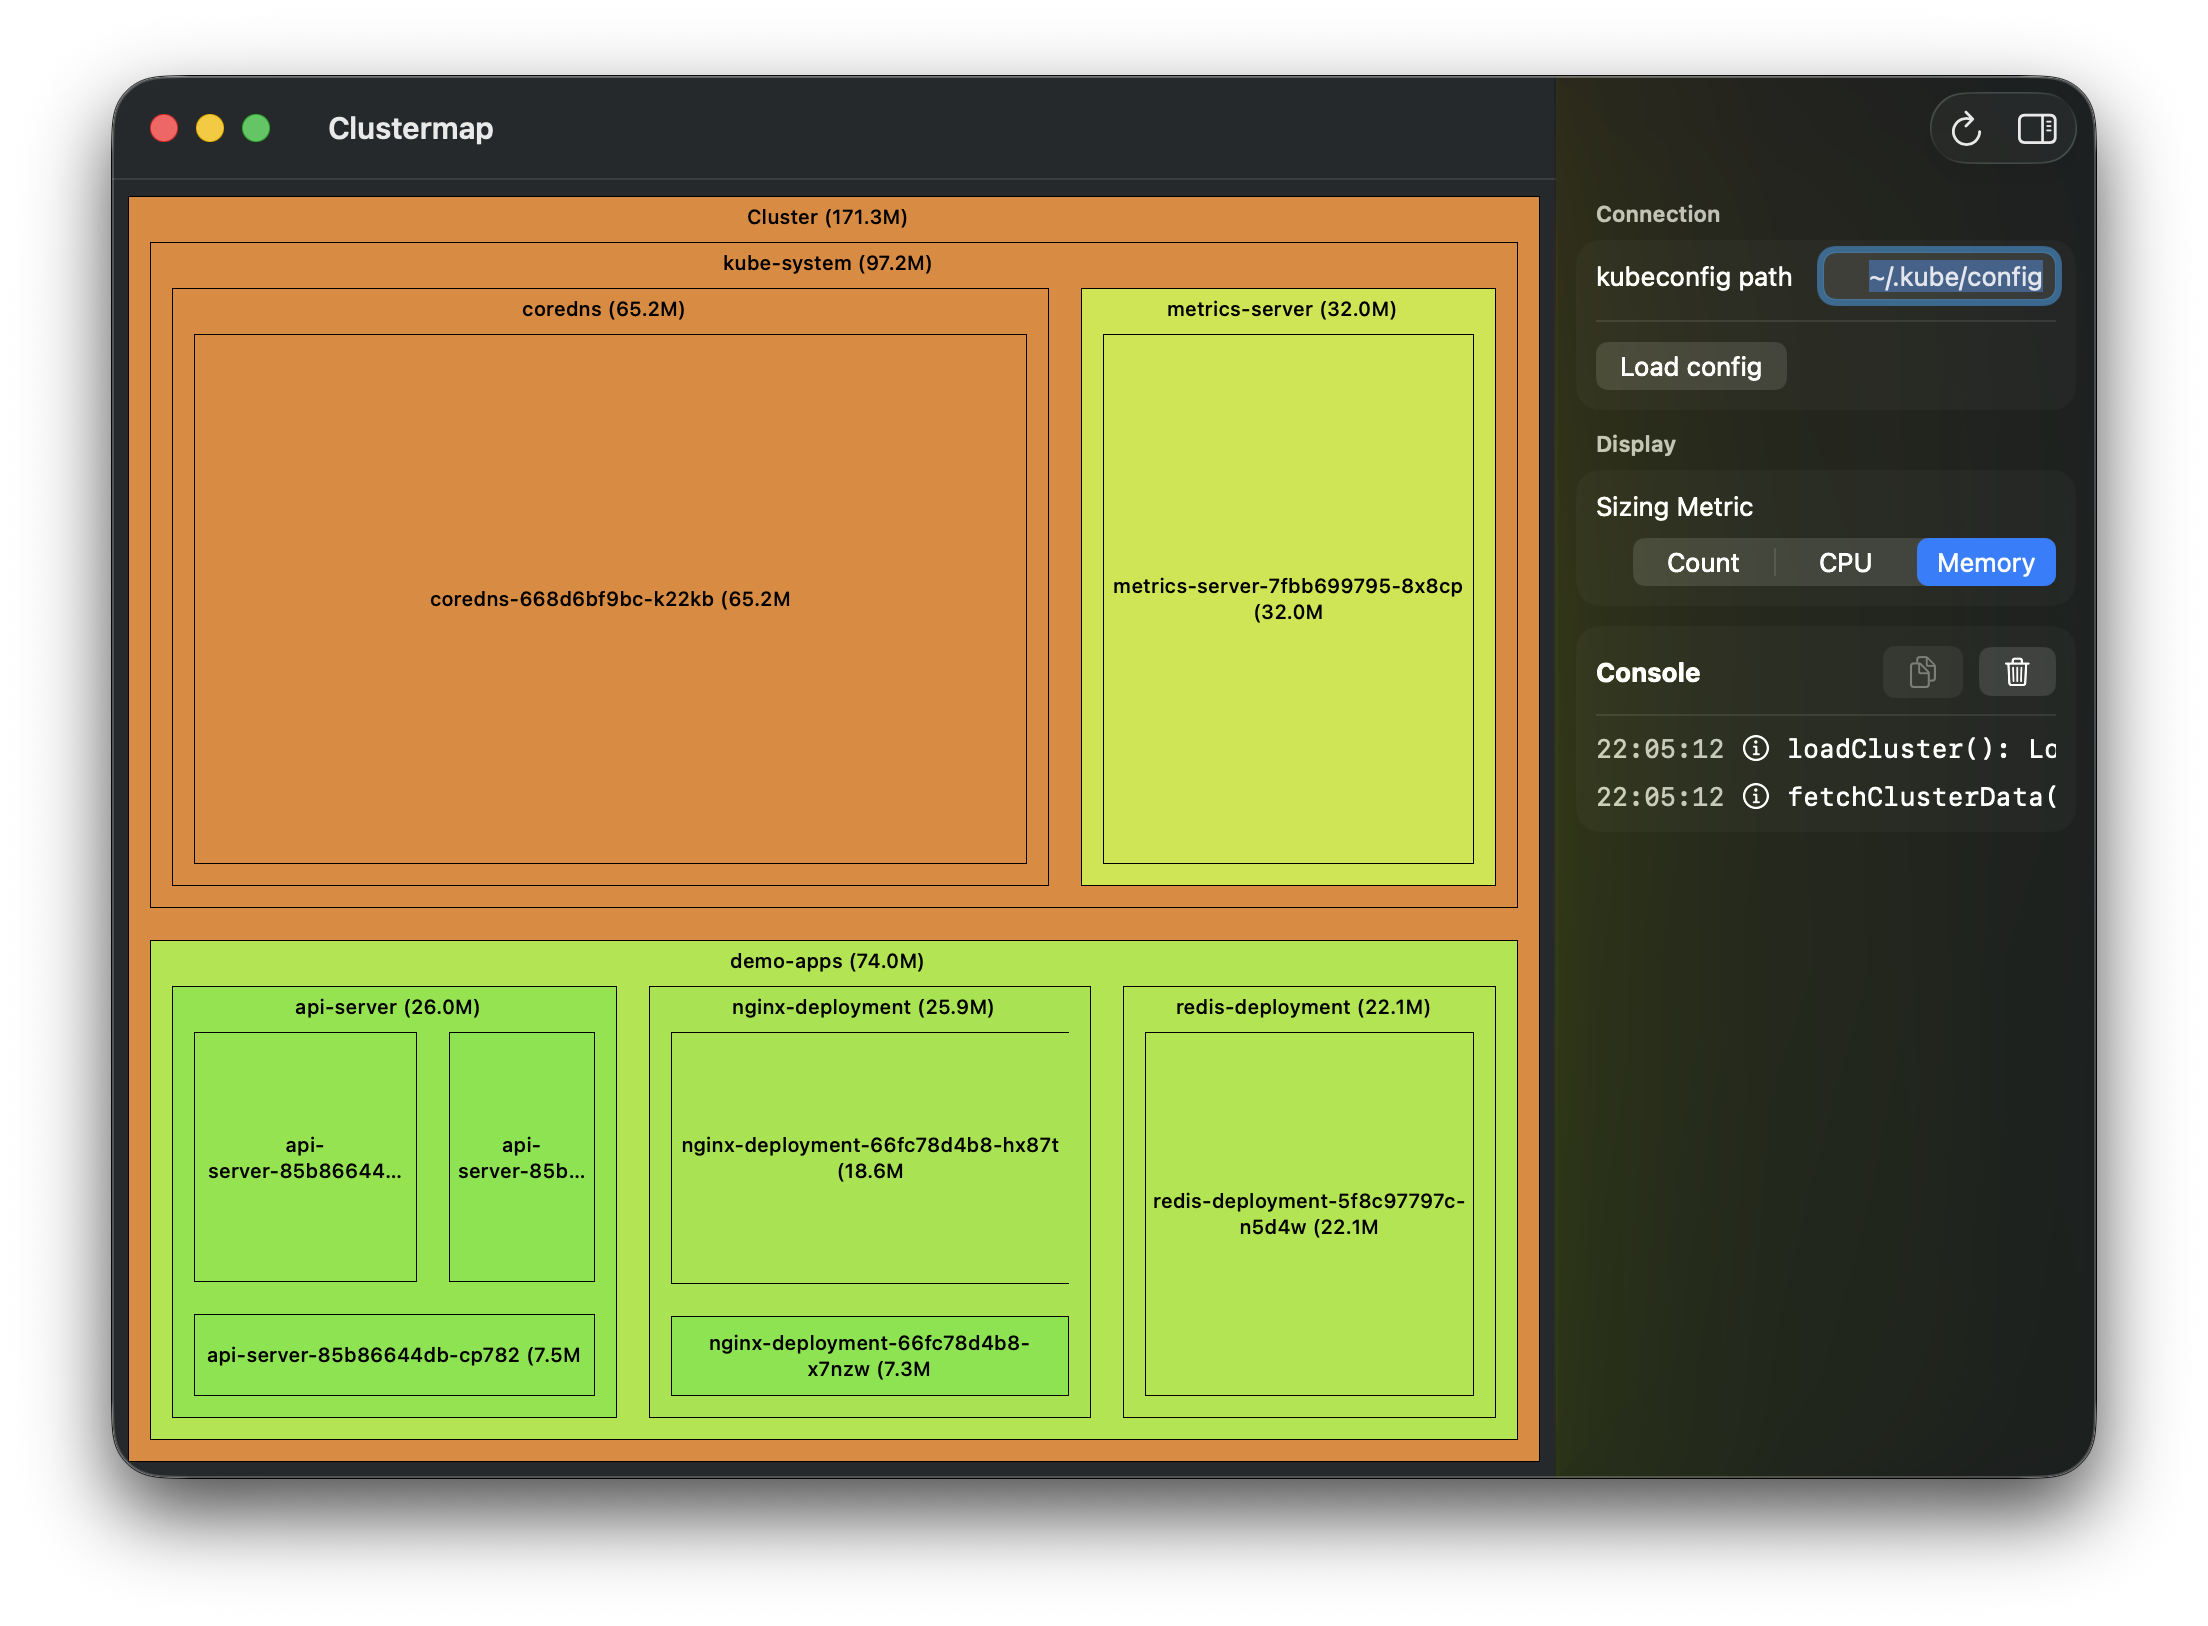 Clustermap
Cluster (171.3M)
kube-system (97.2M)
coredns (65.2M)
coredns-668d6bf9bc-k22kb (65.2M
metrics-server (32.0M)
metrics-server-7fbb699795-8x8cp
(32.0M
demo-apps (74.0M)
api-server (26.0M)
api-
server-85b86644...
api-
server-85b...
api-server-85b86644db-cp782 (7.5M
nginx-deployment (25.9M)
nginx-deployment-66fc78d4b8-hx87t
(18.6M
nginx-deployment-66fc78d4b8-
x7nzw (7.3M
redis-deployment (22.1M)
redis-deployment-5f8c97797c-
n5d4w (22.1M
Connection
kubeconfig path ~/.kube/config
Load config
Display
Sizing Metric
Count CPU Memory
Console
22:05:12 loadCluster(): Lo
22:05:12 fetchClusterData(